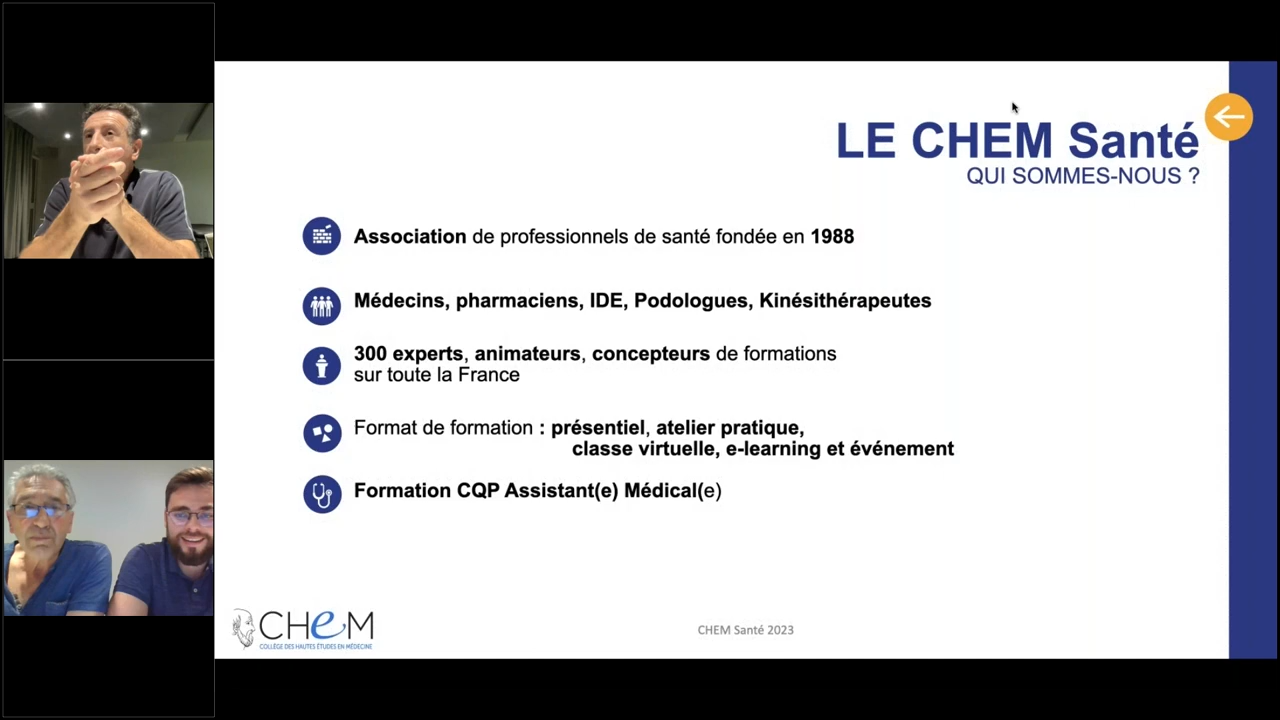 LE CHEM Santé
QUI SOMMES-NOUS ?
Association de professionnels de santé fondée en 1988
Médecins, pharmaciens, IDE, Podologues, Kinésithérapeutes
300 experts, animateurs, concepteurs de formations
sur toute la France
Format de formation : présentiel, atelier pratique,
classe virtuelle, e-learning et événement
Formation CQP Assistant(e) Médical(e)
CHeM
COLLÈGE DES HAUTES ÉTUDES EN MÉDECINE
CHEM Santé 2023